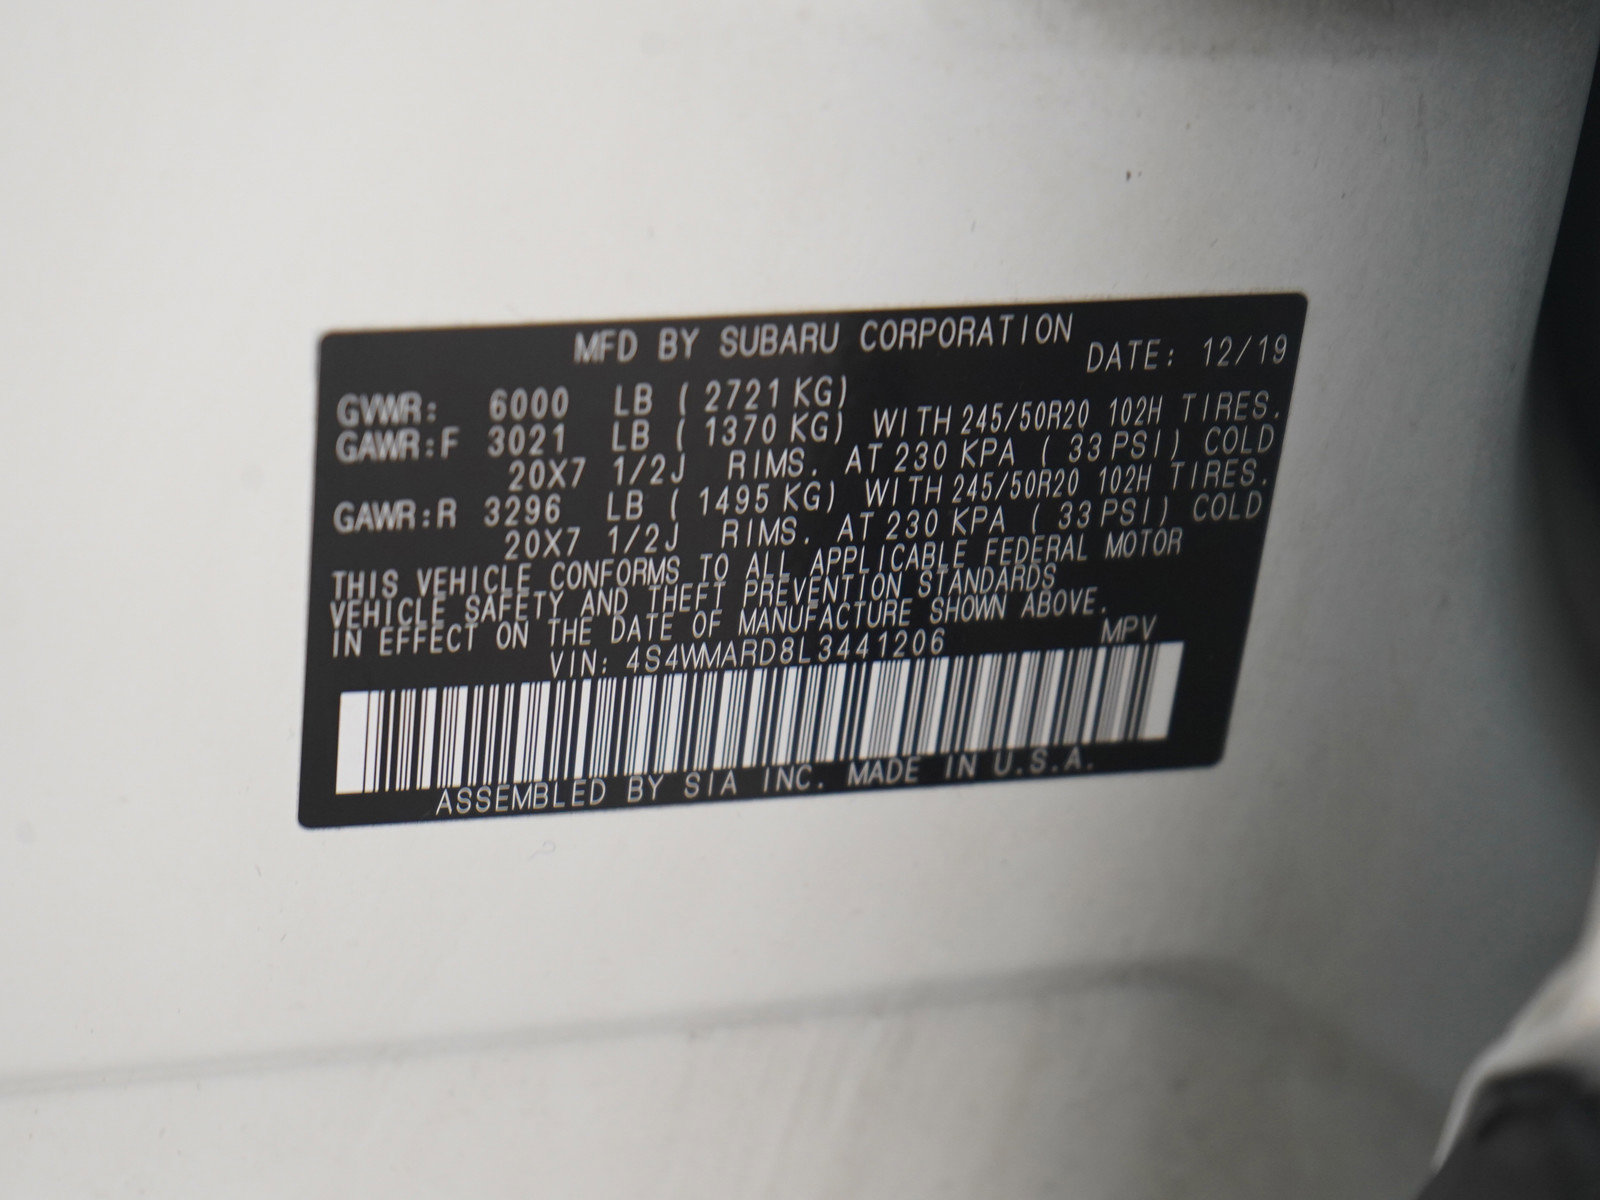 MFD BY SUBARU CORPORATION
DATE: 12/19
GVWR: 6000 LB ( 2721 KG)
GAWR:F 3021 LB ( 1370 KG) WITH 245/50R20 102H TIRES.
20X7 1/2J RIMS. AT 230 KPA ( 33 PSI) COLD
GAWR:R 3296 LB ( 1495 KG) WITH 245/50R20 102H TIRES.
20X7 1/2J RIMS. AT 230 KPA ( 33 PSI) COLD
THIS VEHICLE CONFORMS TO ALL APPLICABLE FEDERAL MOTOR
VEHICLE SAFETY AND THEFT PREVENTION STANDARDS
IN EFFECT ON THE DATE OF MANUFACTURE SHOWN ABOVE.
VIN: 4S4WMARD8L3441206 MPV
ASSEMBLED BY SIA INC. MADE IN U.S.A.